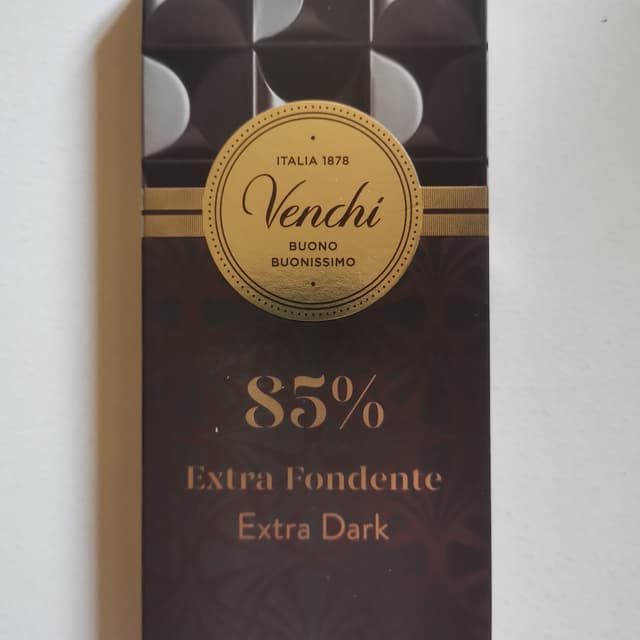 ITALIA 1878
Venchi
BUONO
BUONISSIMO
85%
Extra Fondente
Extra Dark